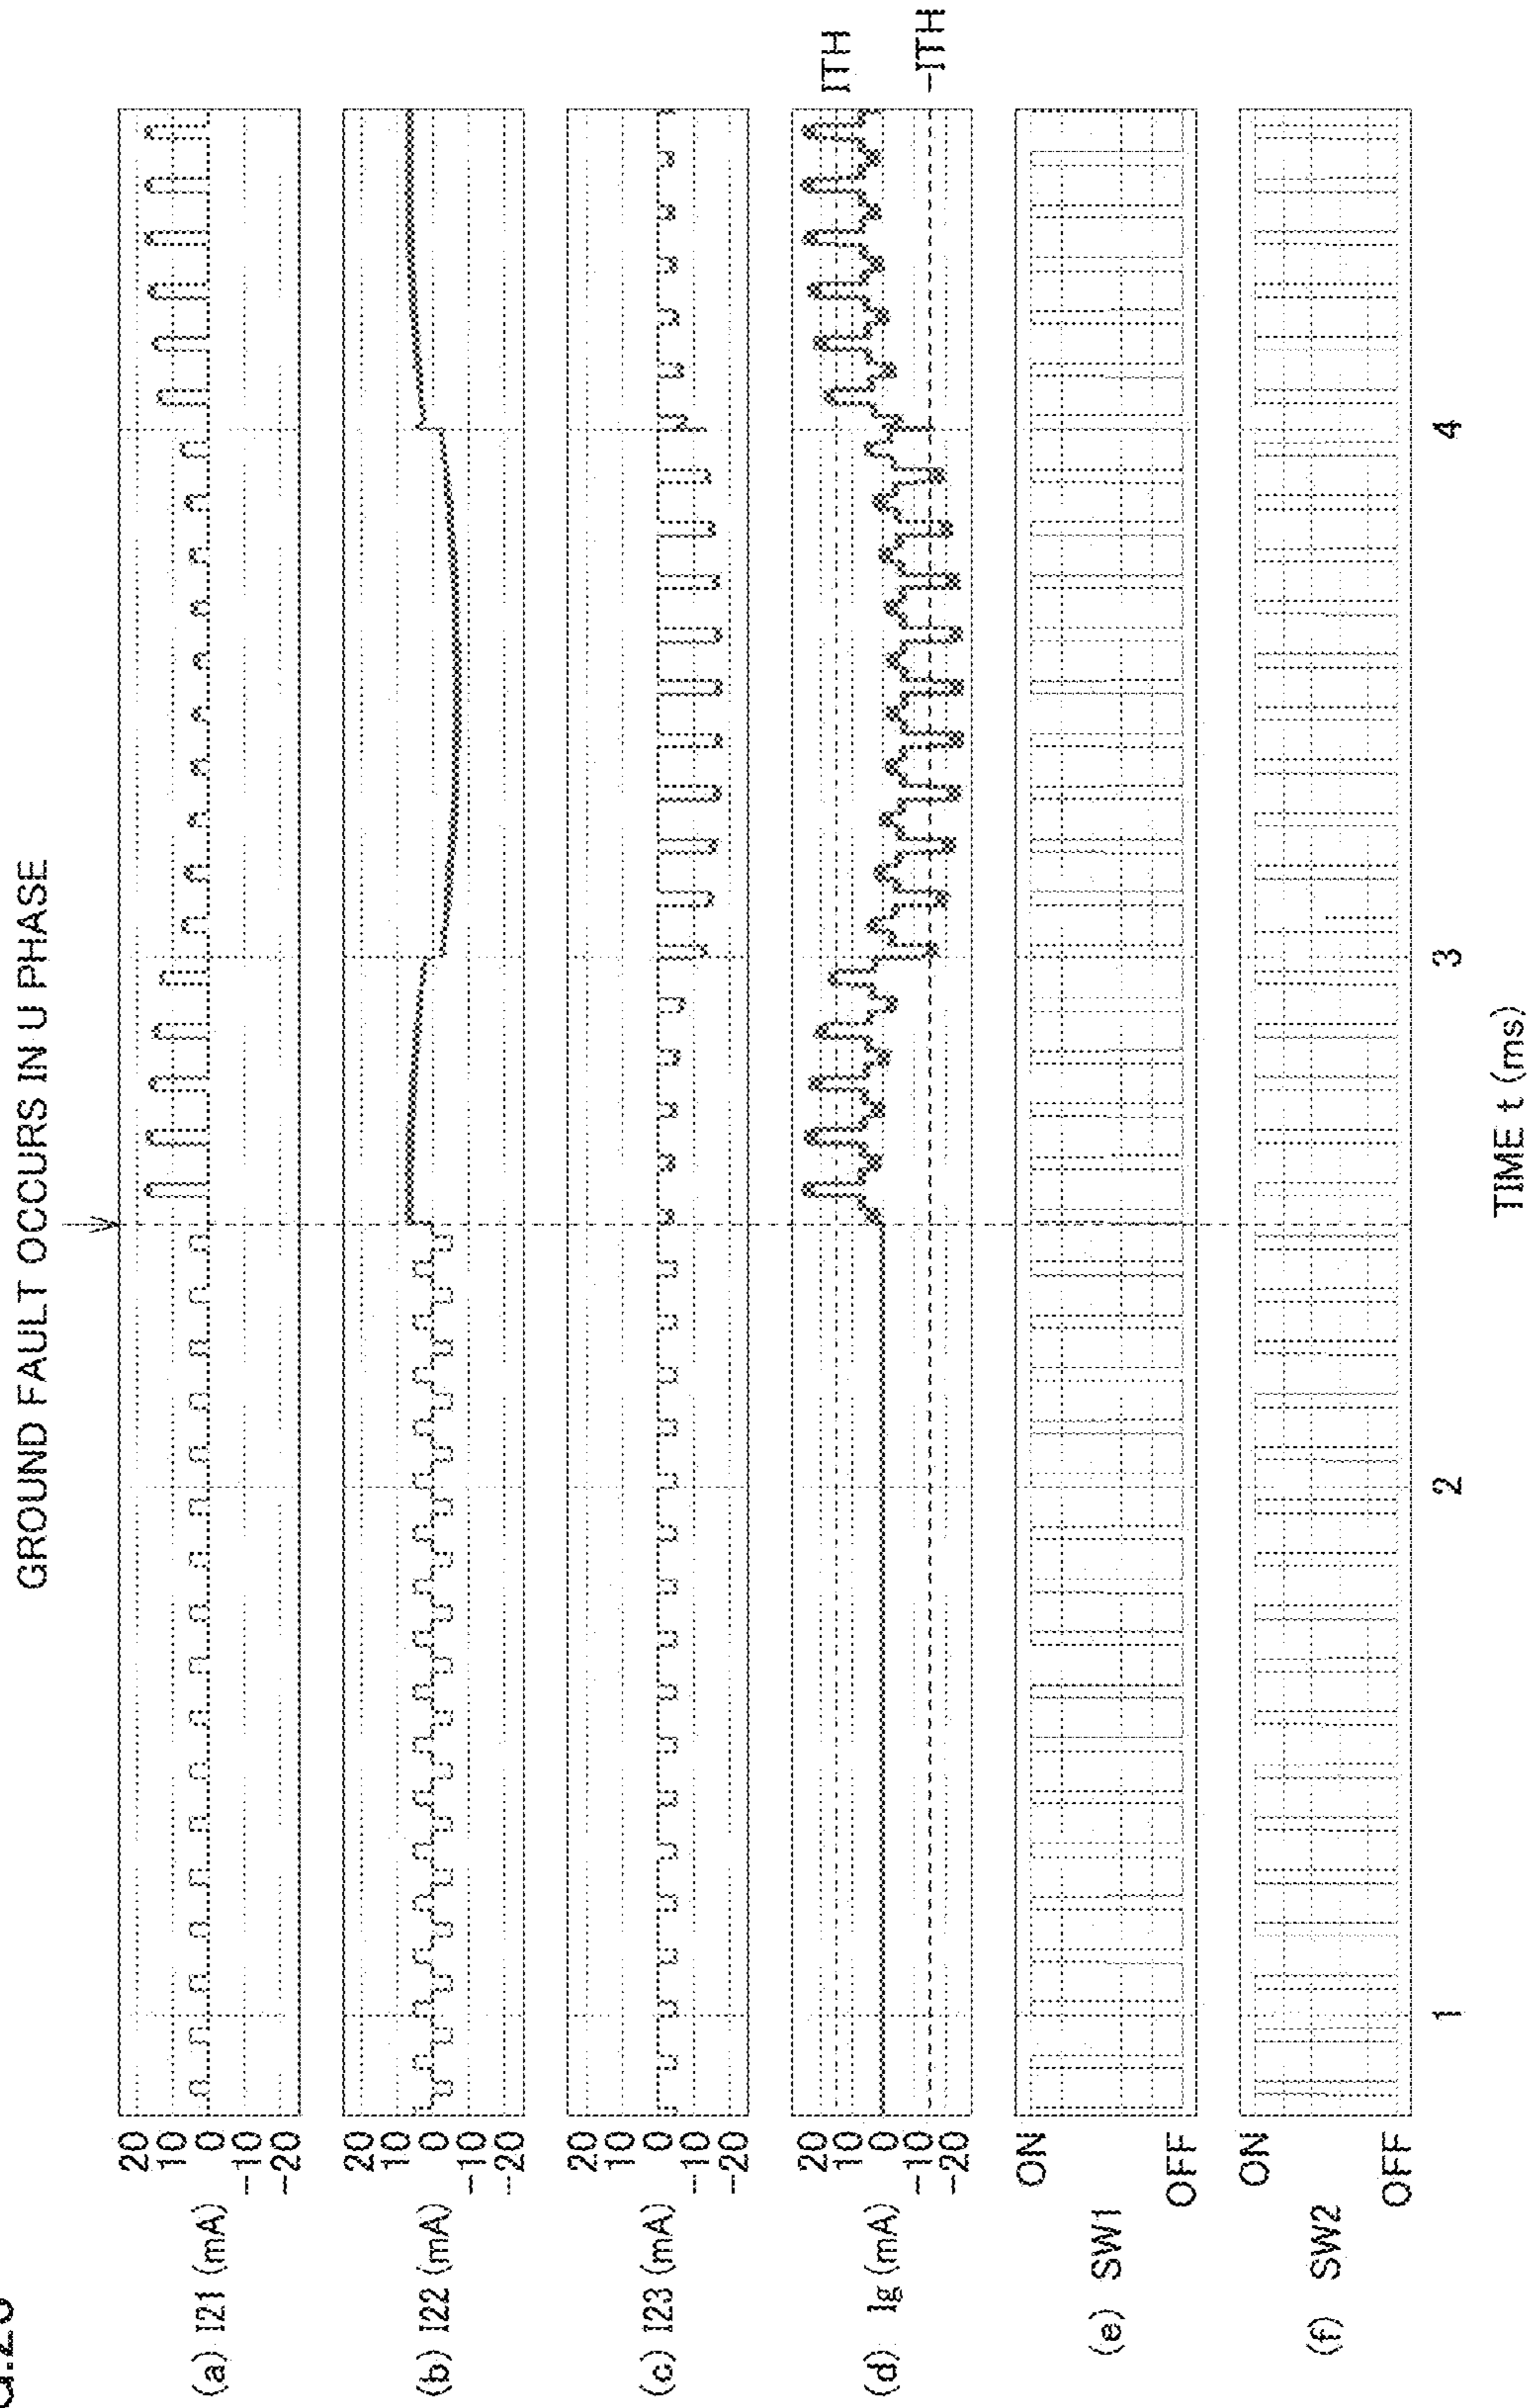 GROUND FAULT OCCURS IN U PHASE
20
10
0
-10
-20
(a) I21 (mA)
20
10
0
-10
-20
(b) I22 (mA)
20
10
0
-10
-20
(c) I23 (mA)
20
10
0
-10
-20
(d) Ig (mA)
ITH
-ITH
ON
OFF
(e) SW1
ON
OFF
(f) SW2
1
2
3
4
TIME t (ms)